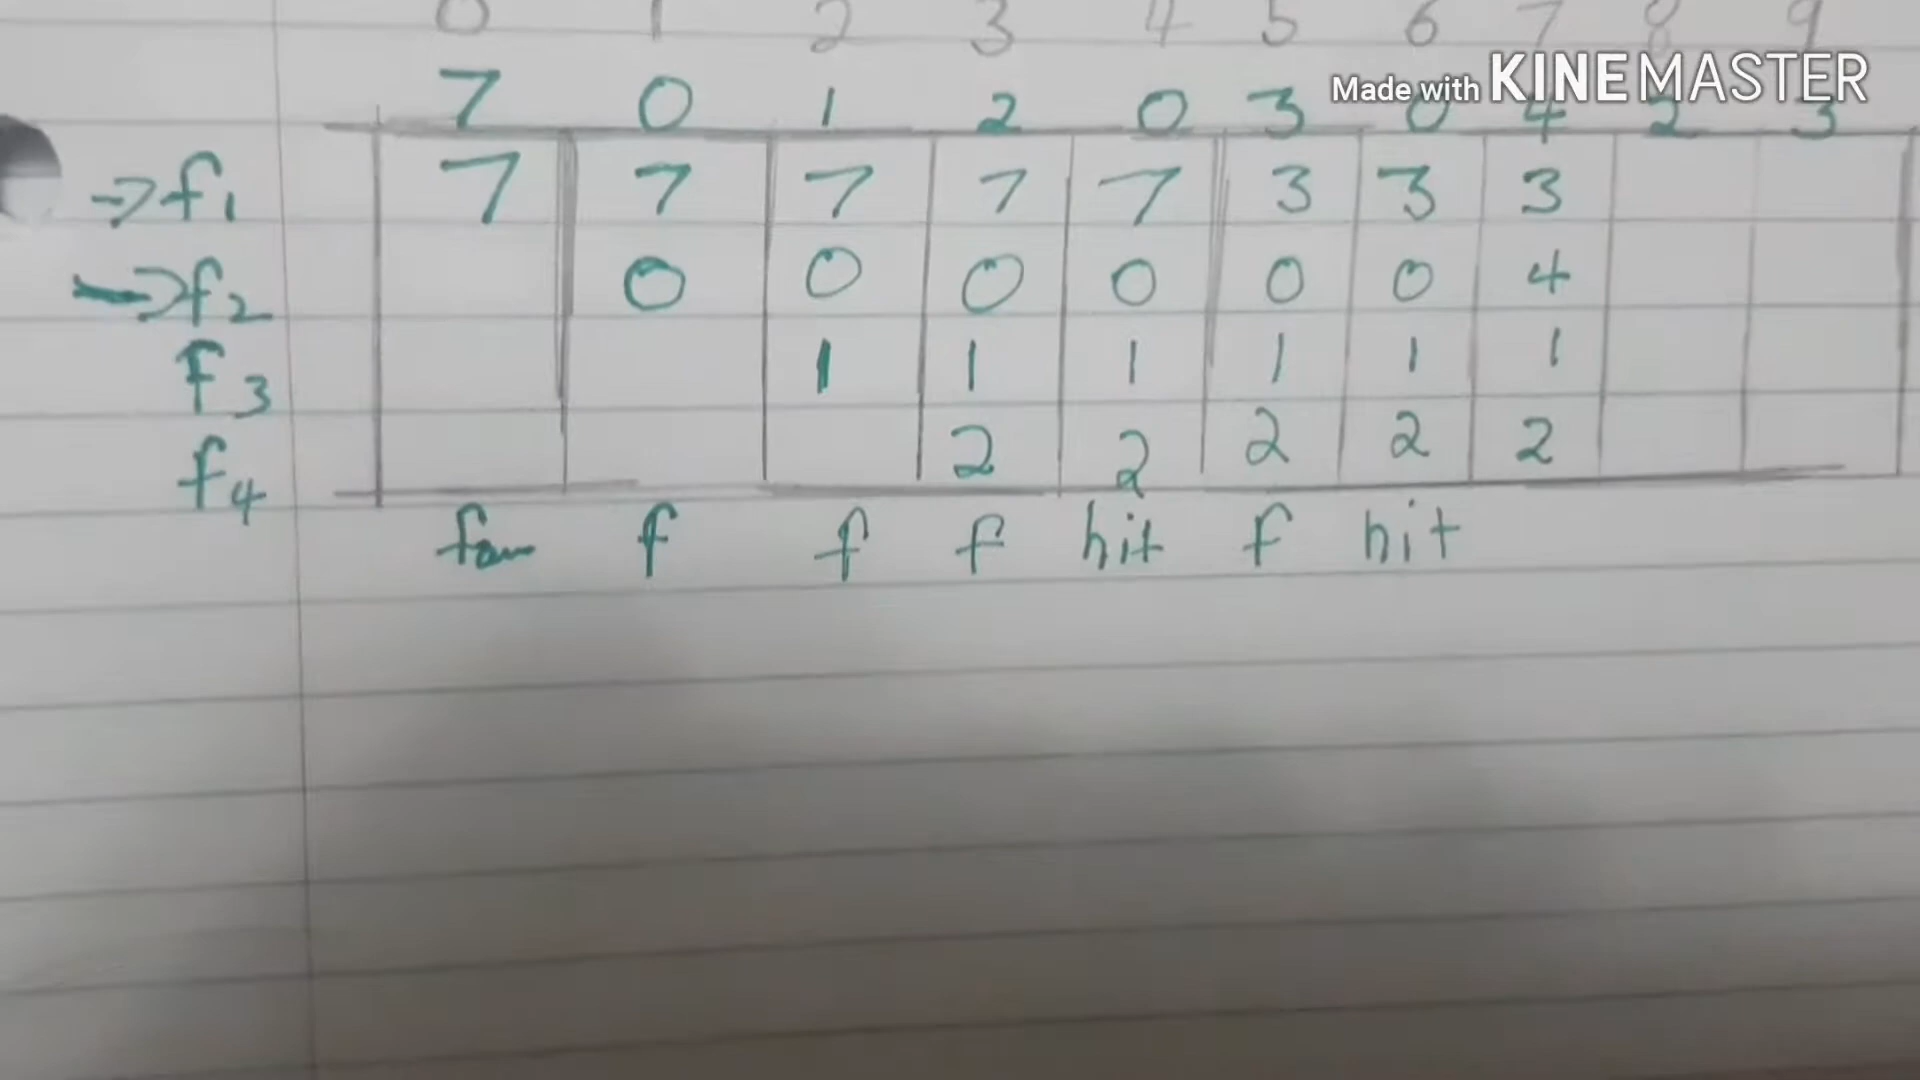 0 1 2 3 4 5 6 7 8 9
Made with KINEMASTER
7 0 1 2 0 3 0 4 2 3
→f1 7 7 7 7 7 3 3 3
→f2 0 0 0 0 0 0 4
f3 1 1 1 1 1 1
f4 2 2 2 2 2
f f f hit f hit